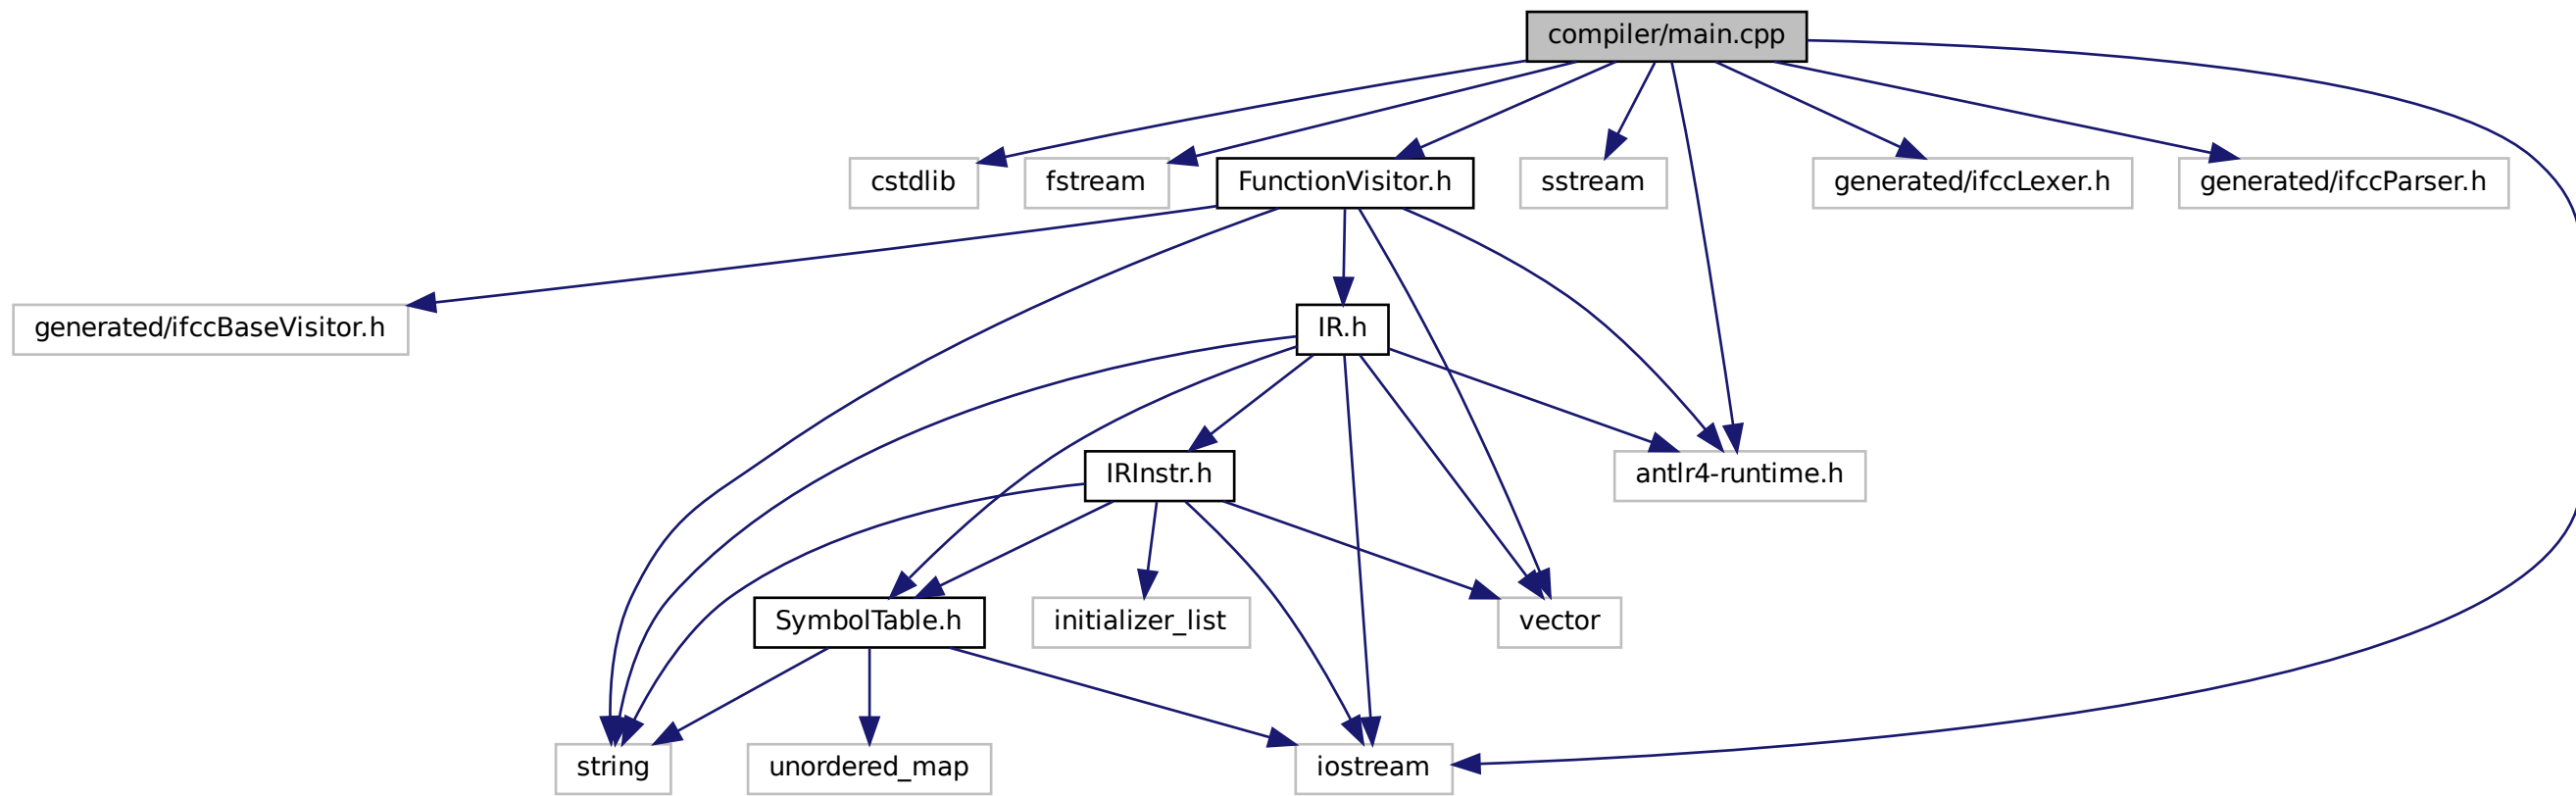 compiler/main.cpp
cstdlib
fstream
FunctionVisitor.h
sstream
generated/ifccLexer.h
generated/ifccParser.h
generated/ifccBaseVisitor.h
IR.h
IRInstr.h
antlr4-runtime.h
SymbolTable.h
initializer_list
vector
string
unordered_map
iostream